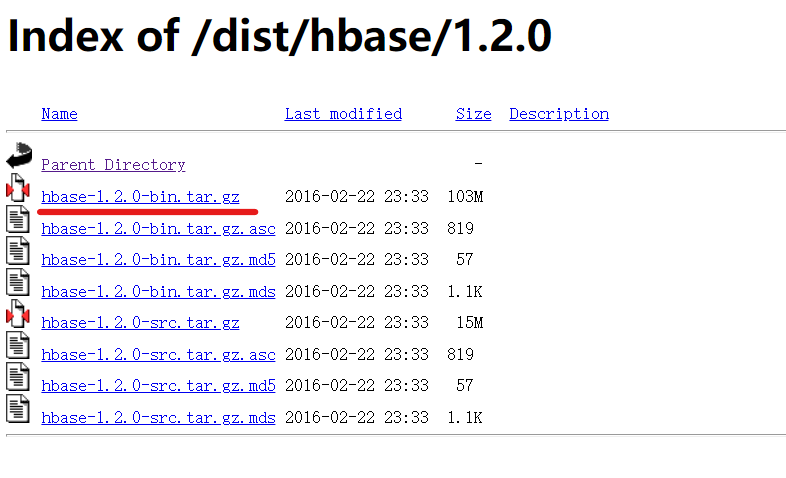 Index of /dist/hbase/1.2.0
Name Last modified Size Description
Parent Directory -
hbase-1.2.0-bin.tar.gz 2016-02-22 23:33 103M
hbase-1.2.0-bin.tar.gz.asc 2016-02-22 23:33 819
hbase-1.2.0-bin.tar.gz.md5 2016-02-22 23:33 57
hbase-1.2.0-bin.tar.gz.mds 2016-02-22 23:33 1.1K
hbase-1.2.0-src.tar.gz 2016-02-22 23:33 15M
hbase-1.2.0-src.tar.gz.asc 2016-02-22 23:33 819
hbase-1.2.0-src.tar.gz.md5 2016-02-22 23:33 57
hbase-1.2.0-src.tar.gz.mds 2016-02-22 23:33 1.1K